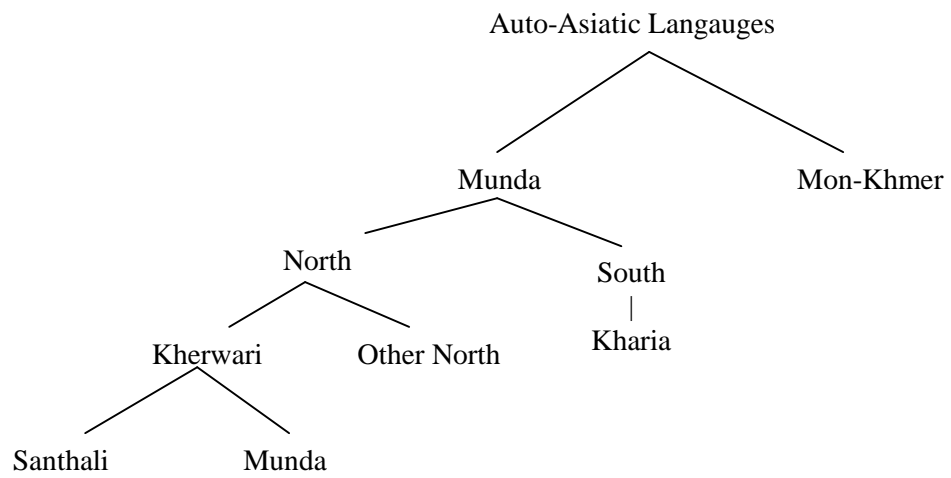 Auto-Asiatic Langauges
Munda
Mon-Khmer
North
South
Kharia
Kherwari
Other North
Santhali
Munda